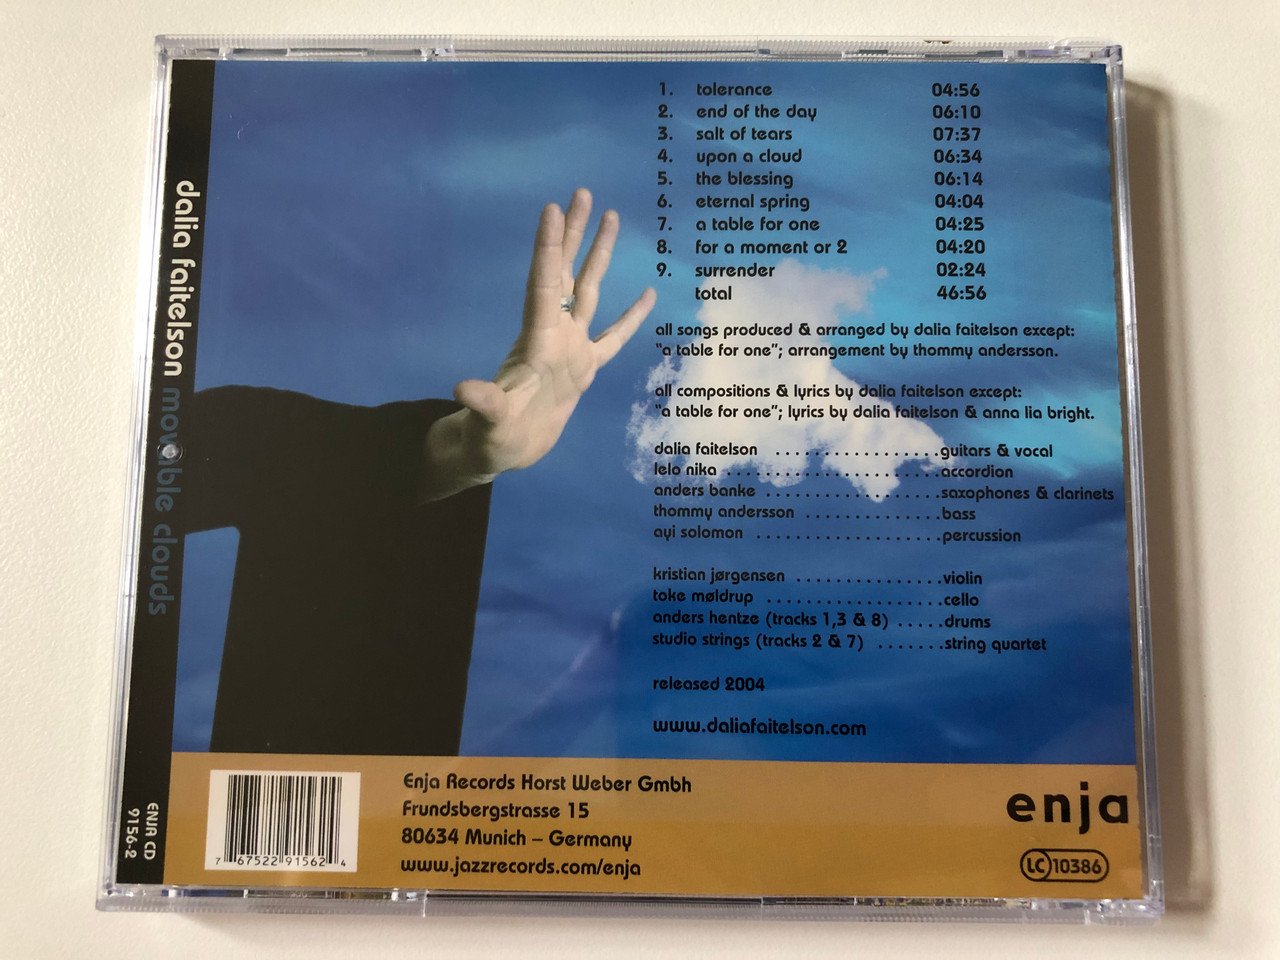 dalia faitelson movable clouds
ENJA CD
9156-2
1. tolerance 04:56
2. end of the day 06:10
3. salt of tears 07:37
4. upon a cloud 06:34
5. the blessing 06:14
6. eternal spring 04:04
7. a table for one 04:25
8. for a moment or 2 04:20
9. surrender 02:24
total 46:56
all songs produced & arranged by dalia faitelson except:
"a table for one"; arrangement by thommy andersson.
all compositions & lyrics by dalia faitelson except:
"a table for one"; lyrics by dalia faitelson & anna lia bright.
dalia faitelson ................guitars & vocal
lelo nika .....................accordion
anders banke .................saxophones & clarinets
thommy andersson ..............bass
ayi solomon ...................percussion
kristian jørgensen ...............violin
toke møldrup ..................cello
anders hentze (tracks 1,3 & 8) .....drums
studio strings (tracks 2 & 7) .......string quartet
released 2004
www.daliafaitelson.com
Enja Records Horst Weber Gmbh
Frundsbergstrasse 15
80634 Munich – Germany
www.jazzrecords.com/enja
7 67522 91562 4
enja
LC 10386